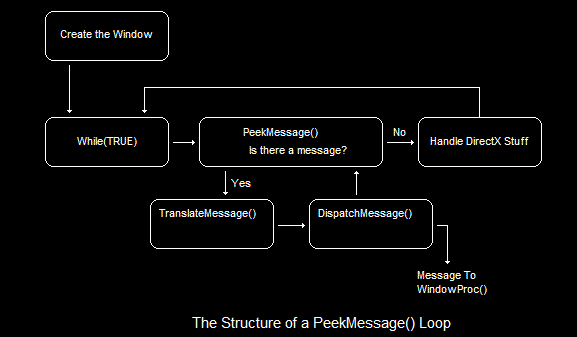 Create the Window
While(TRUE)
PeekMessage()
Is there a message?
No
Handle DirectX Stuff
Yes
TranslateMessage()
DispatchMessage()
Message To
WindowProc()
The Structure of a PeekMessage() Loop